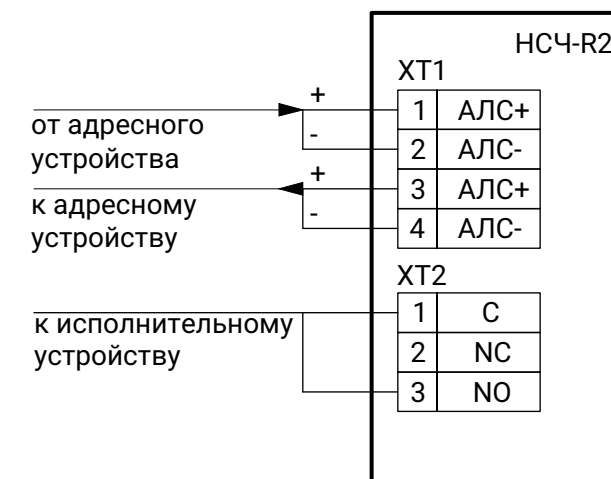 НСЧ-R2
XT1
+
1 АЛС+
от адресного
-
устройства
2 АЛС-
+
3 АЛС+
к адресному
-
устройству
4 АЛС-
XT2
к исполнительному
1 C
устройству
2 NC
3 NO